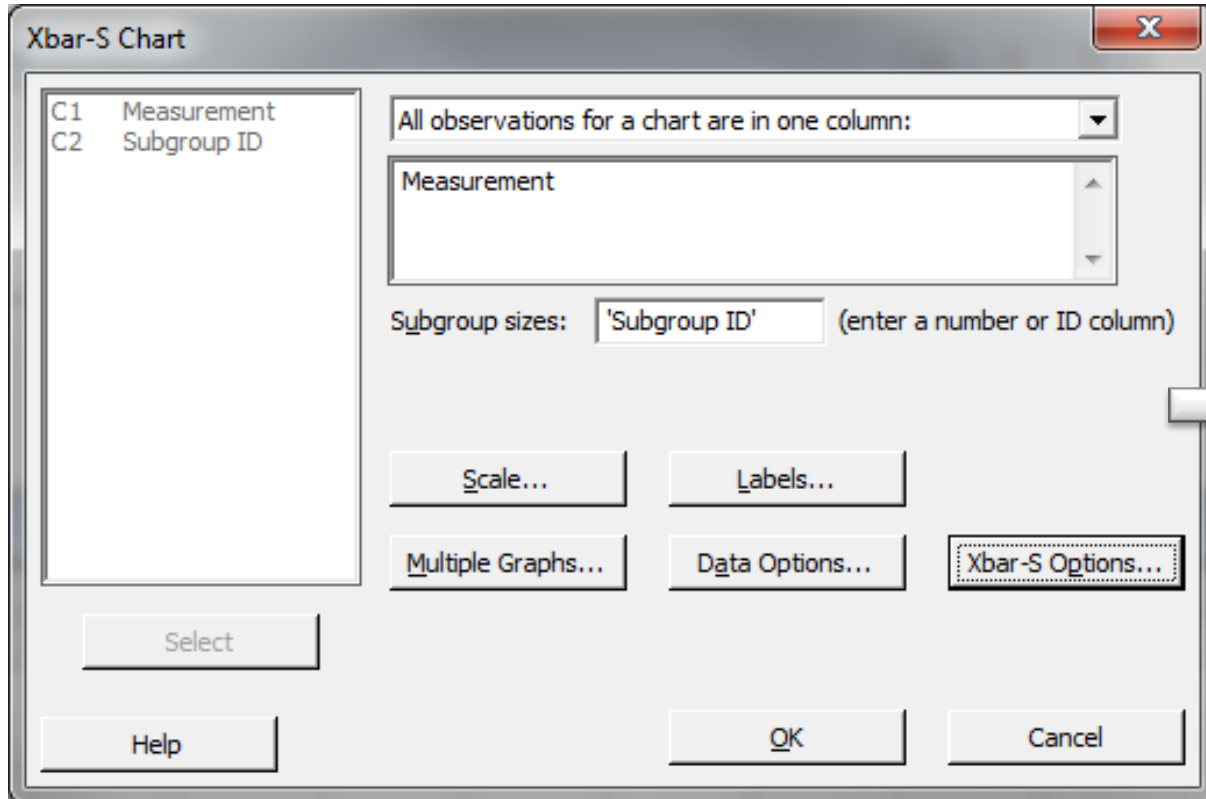 Xbar-S Chart
C1 Measurement
C2 Subgroup ID
All observations for a chart are in one column:
Measurement
Subgroup sizes: 'Subgroup ID' (enter a number or ID column)
Scale... Labels...
Multiple Graphs... Data Options... Xbar-S Options...
Select
Help OK Cancel